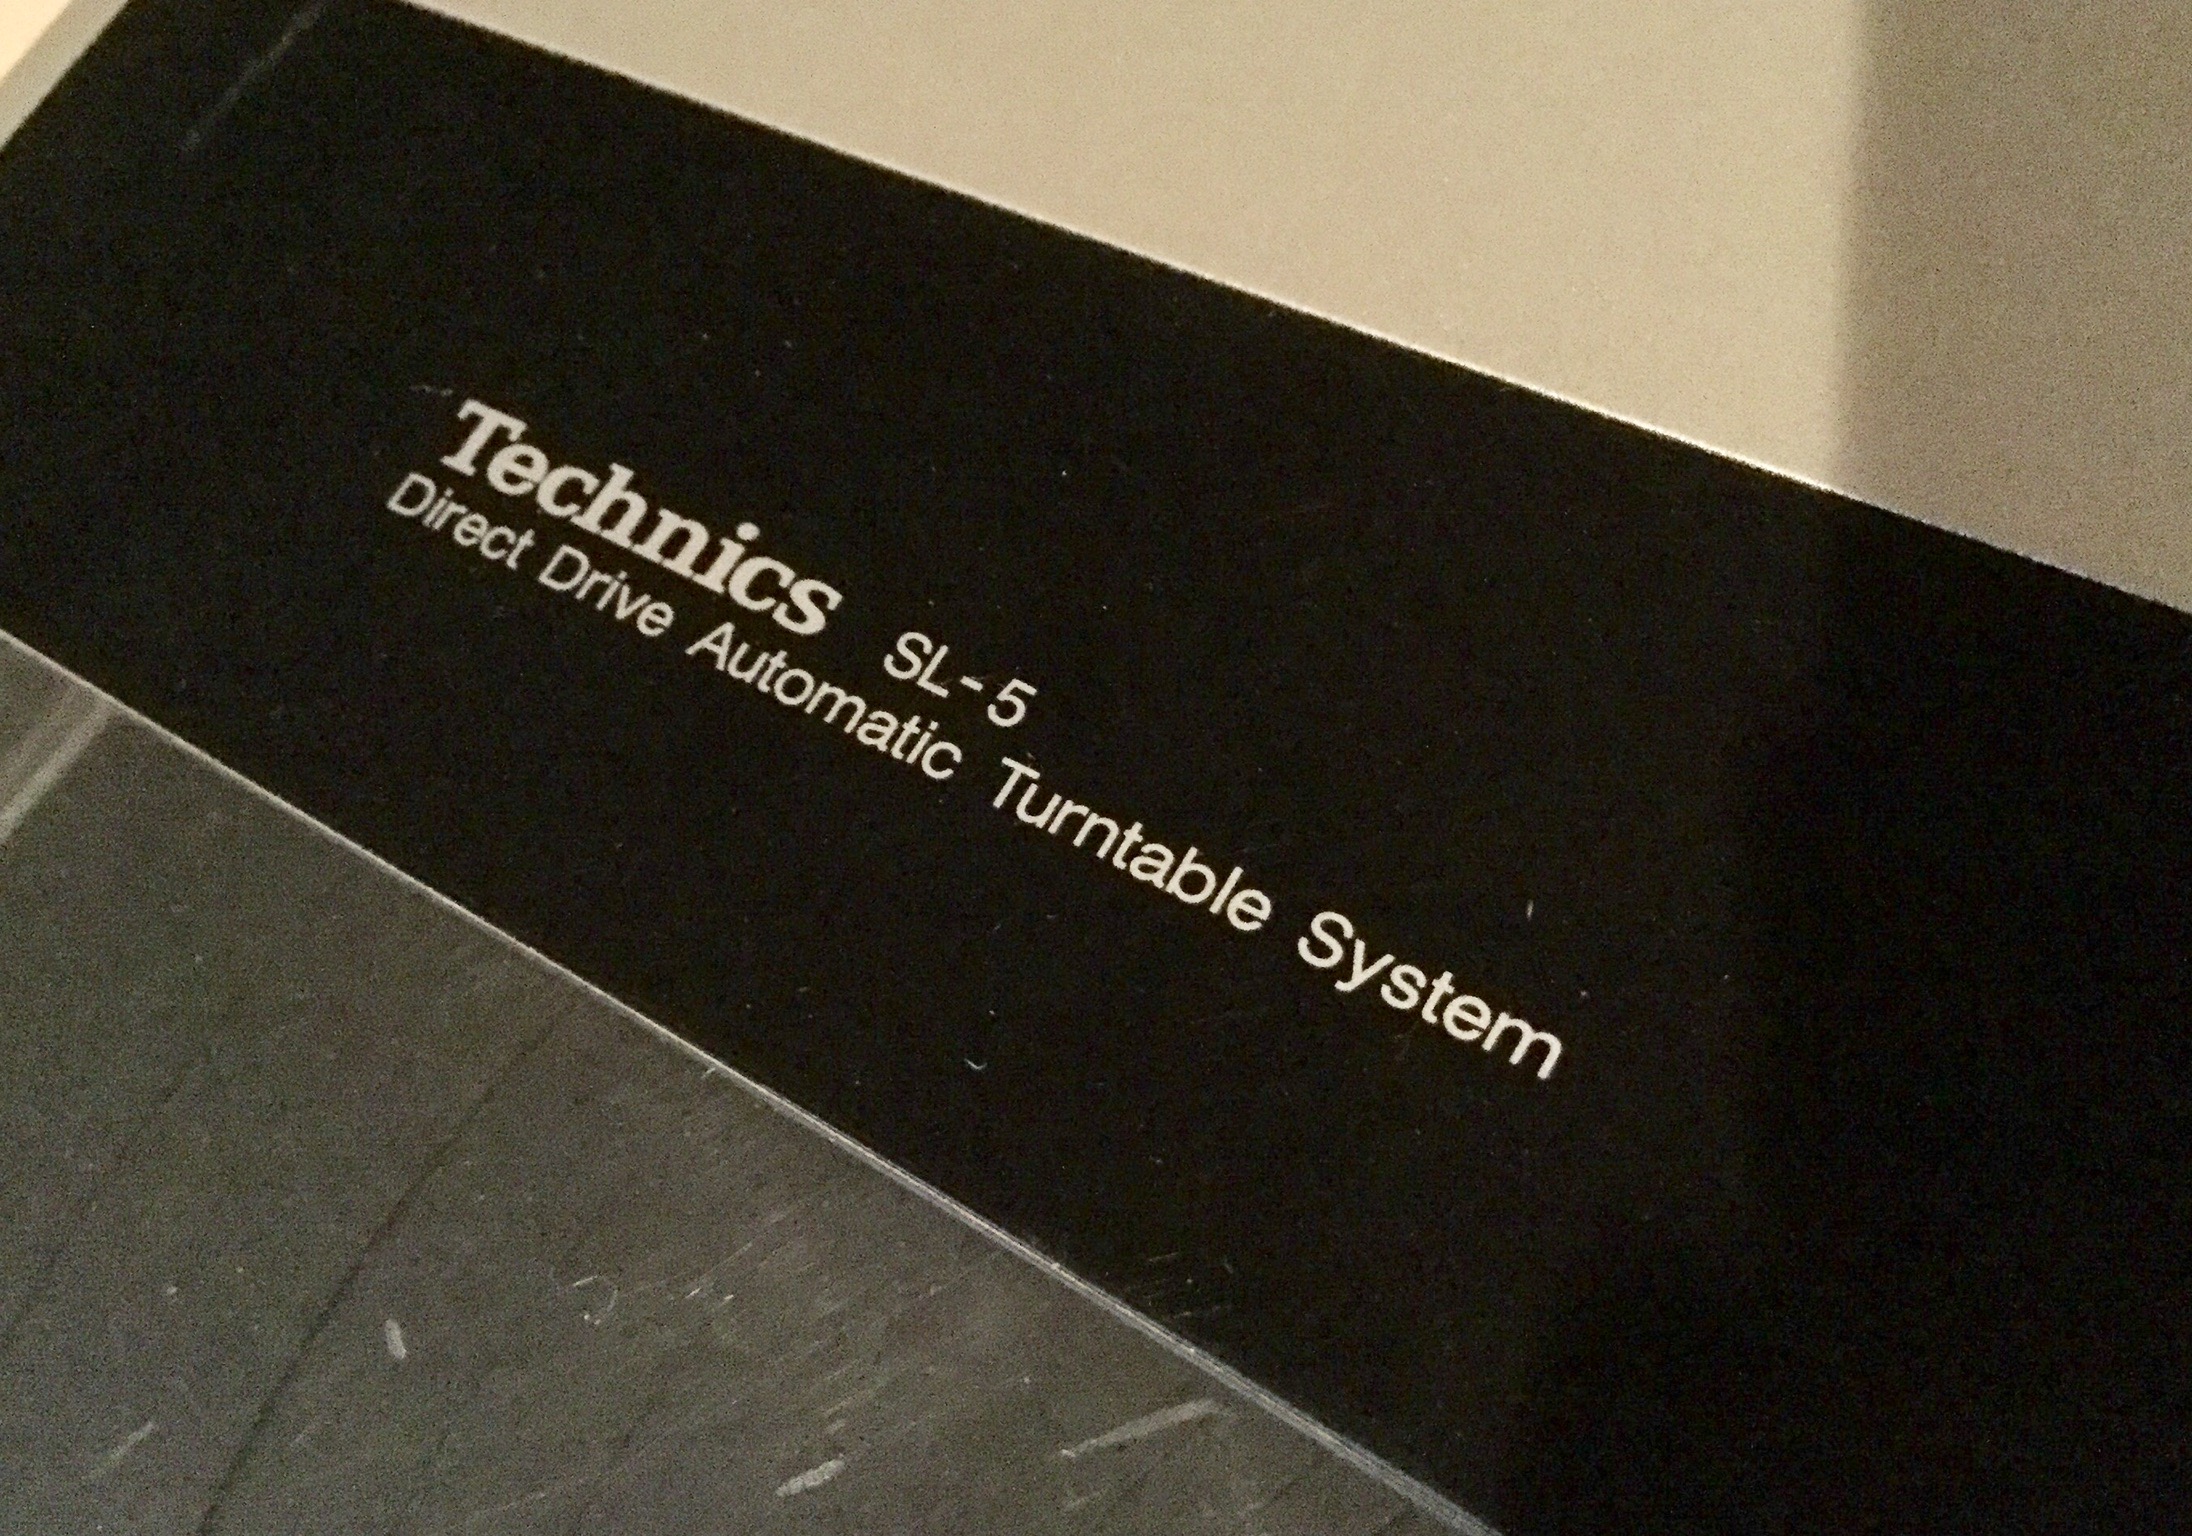 Technics SL-5
Direct Drive Automatic Turntable System